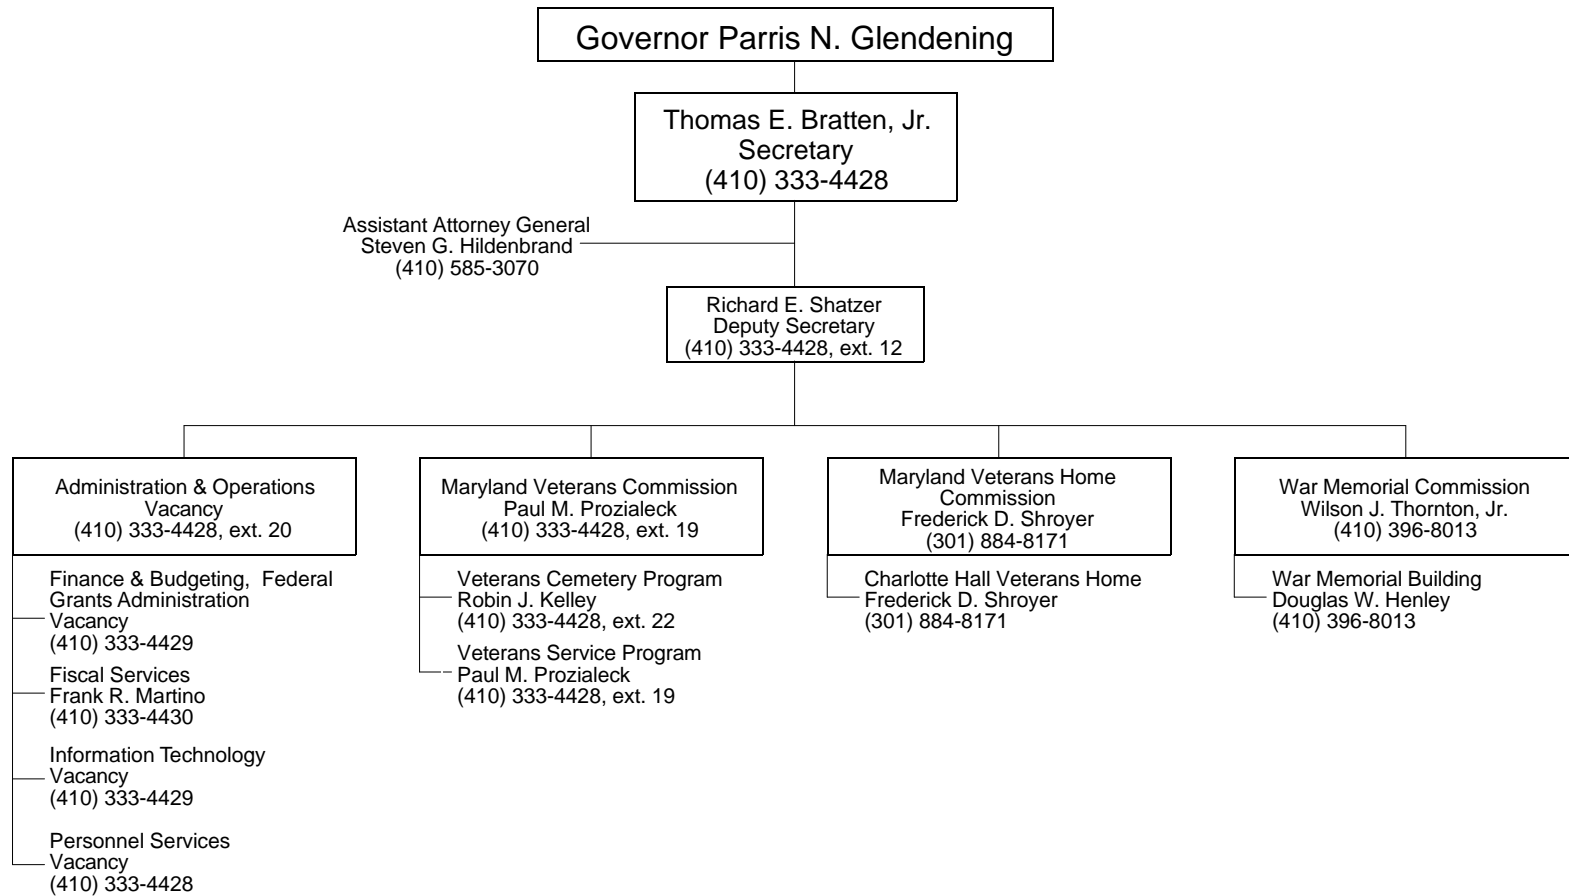 Governor Parris N. Glendening
Thomas E. Bratten, Jr.
Secretary
(410) 333-4428
Assistant Attorney General
Steven G. Hildenbrand
(410) 585-3070
Richard E. Shatzer
Deputy Secretary
(410) 333-4428, ext. 12
Administration & Operations
Vacancy
(410) 333-4428, ext. 20
Finance & Budgeting, Federal
Grants Administration
Vacancy
(410) 333-4429
Fiscal Services
Frank R. Martino
(410) 333-4430
Information Technology
Vacancy
(410) 333-4429
Personnel Services
Vacancy
(410) 333-4428
Maryland Veterans Commission
Paul M. Prozialeck
(410) 333-4428, ext. 19
Veterans Cemetery Program
Robin J. Kelley
(410) 333-4428, ext. 22
Veterans Service Program
Paul M. Prozialeck
(410) 333-4428, ext. 19
Maryland Veterans Home
Commission
Frederick D. Shroyer
(301) 884-8171
Charlotte Hall Veterans Home
Frederick D. Shroyer
(301) 884-8171
War Memorial Commission
Wilson J. Thornton, Jr.
(410) 396-8013
War Memorial Building
Douglas W. Henley
(410) 396-8013